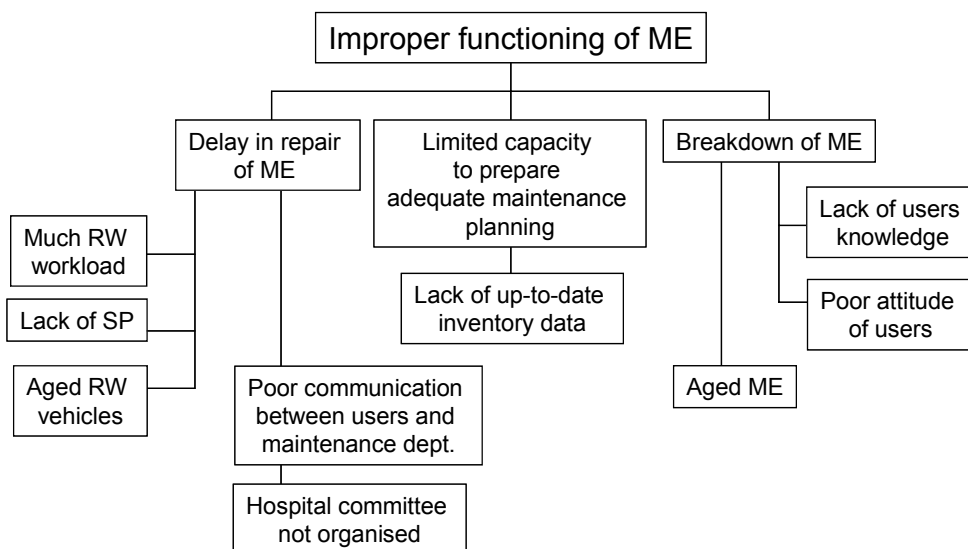 Improper functioning of ME
Delay in repair
of ME
Limited capacity
to prepare
adequate maintenance
planning
Breakdown of ME
Much RW
workload
Lack of SP
Aged RW
vehicles
Poor communication
between users and
maintenance dept.
Hospital committee
not organised
Lack of up-to-date
inventory data
Lack of users
knowledge
Poor attitude
of users
Aged ME